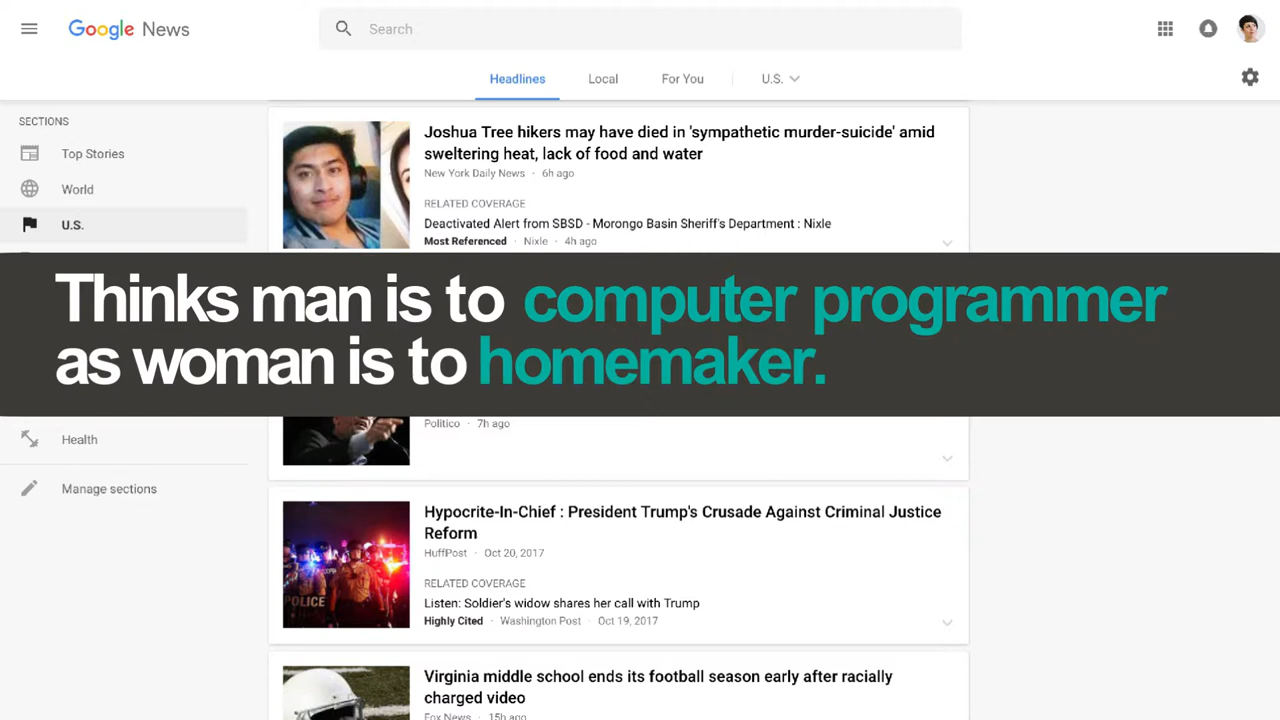 Google News
Search
Headlines
Local
For You
U.S.
SECTIONS
Top Stories
World
U.S.
Health
Manage sections
Joshua Tree hikers may have died in 'sympathetic murder-suicide' amid
sweltering heat, lack of food and water
New York Daily News · 6h ago
RELATED COVERAGE
Deactivated Alert from SBSD - Morongo Basin Sheriff's Department : Nixle
Most Referenced · Nixle · 4h ago
Thinks man is to computer programmer
as woman is to homemaker.
Politico · 7h ago
Hypocrite-In-Chief : President Trump's Crusade Against Criminal Justice
Reform
HuffPost · Oct 20, 2017
POLICE
RELATED COVERAGE
Listen: Soldier's widow shares her call with Trump
Highly Cited · Washington Post · Oct 19, 2017
Virginia middle school ends its football season early after racially
charged video
Fox News · 15h ago